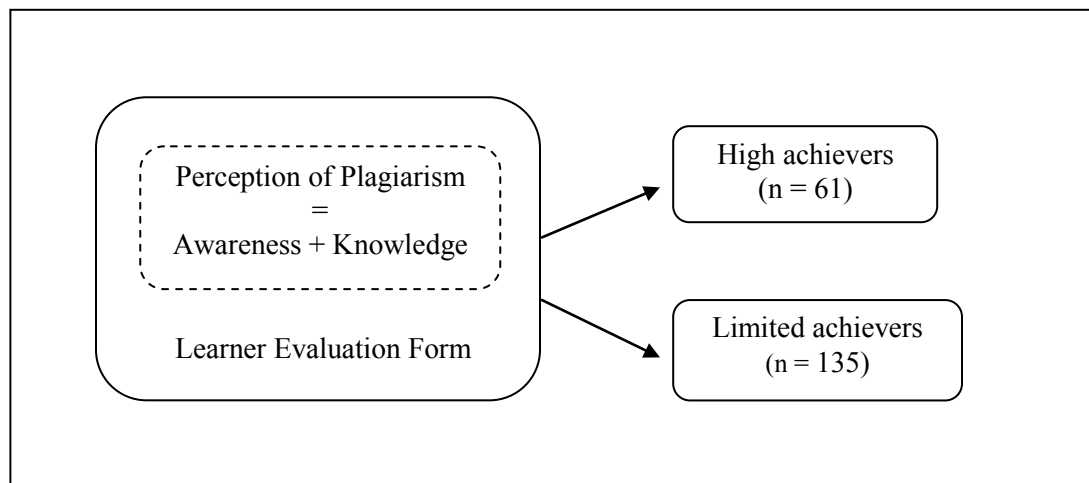 Perception of Plagiarism
=
Awareness + Knowledge
Learner Evaluation Form
High achievers
(n = 61)
Limited achievers
(n = 135)